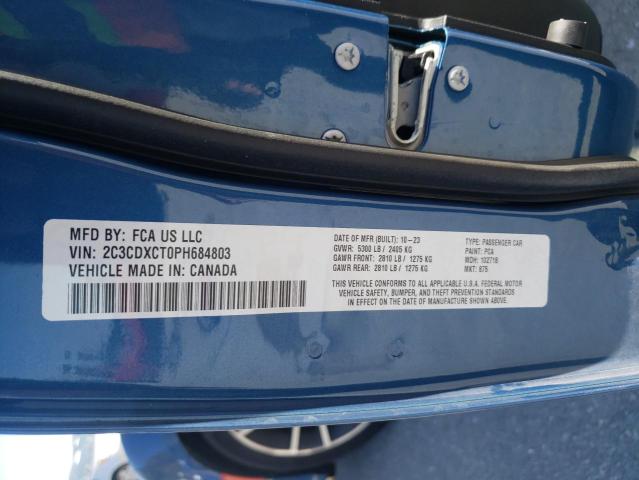 MFD BY: FCA US LLC
VIN: 2C3CDXCT0PH684803
VEHICLE MADE IN: CANADA
DATE OF MFR (BUILT): 10-23
GVWR: 5300 LB / 2405 KG
GAWR FRONT: 2810 LB / 1275 KG
GAWR REAR: 2810 LB / 1275 KG
TYPE: PASSENGER CAR
PAINT: PCA
MDH: 102718
MKT: 875
THIS VEHICLE CONFORMS TO ALL APPLICABLE U.S.A. FEDERAL MOTOR
VEHICLE SAFETY, BUMPER, AND THEFT PREVENTION STANDARDS
IN EFFECT ON THE DATE OF MANUFACTURE SHOWN ABOVE.